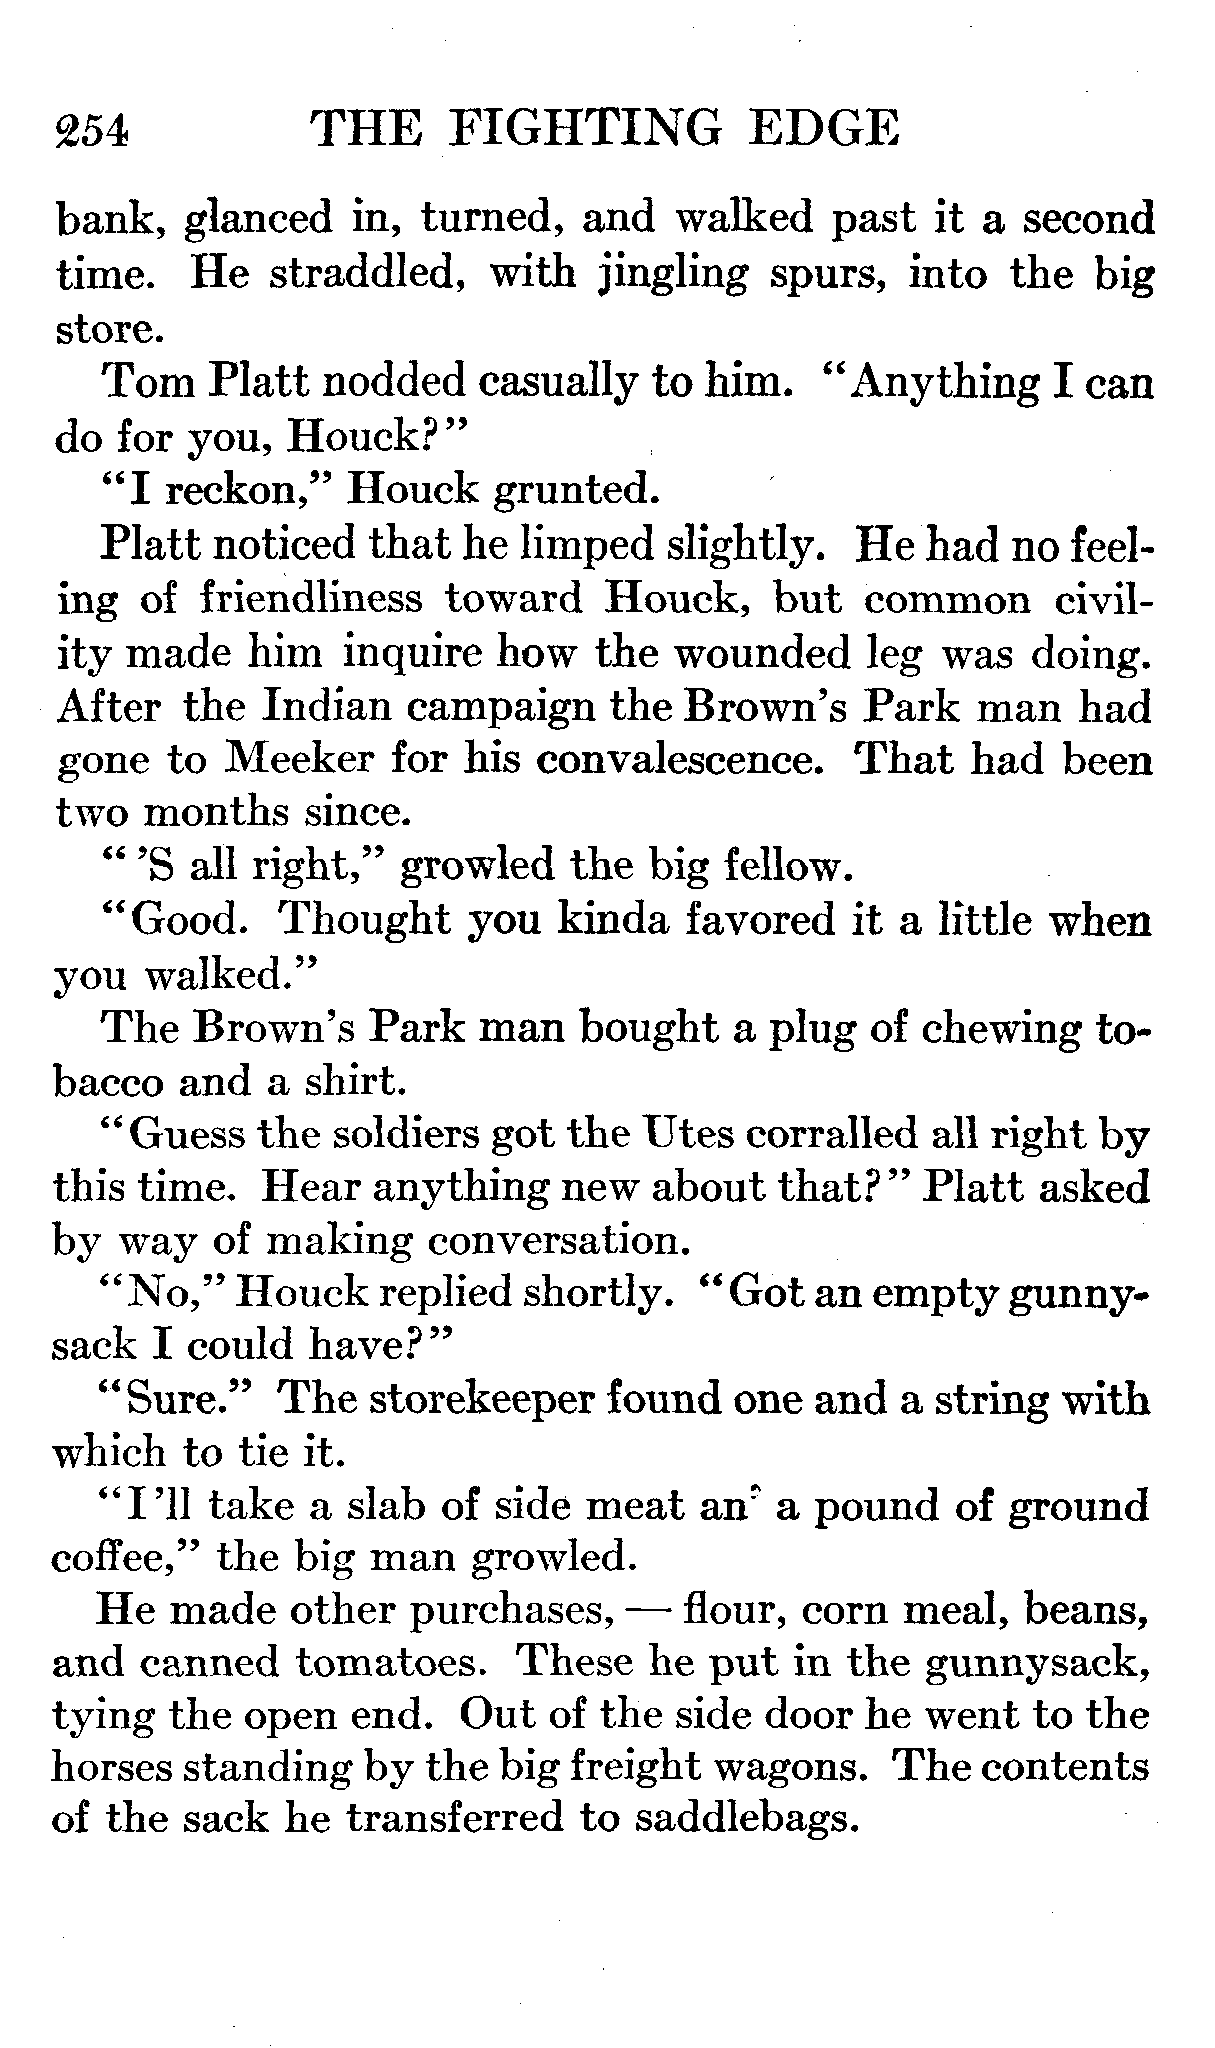 254 THE FIGHTING EDGE
bank, glanced in, turned, and walked past it a second
time. He straddled, with jingling spurs, into the big
store.
Tom Platt nodded casually to him. "Anything I can
do for you, Houck?"
"I reckon," Houck grunted.
Platt noticed that he limped slightly. He had no feel-
ing of friendliness toward Houck, but common civil-
ity made him inquire how the wounded leg was doing.
After the Indian campaign the Brown's Park man had
gone to Meeker for his convalescence. That had been
two months since.
" 'S all right," growled the big fellow.
"Good. Thought you kinda favored it a little when
you walked."
The Brown's Park man bought a plug of chewing to-
bacco and a shirt.
"Guess the soldiers got the Utes corralled all right by
this time. Hear anything new about that?" Platt asked
by way of making conversation.
"No," Houck replied shortly. "Got an empty gunny-
sack I could have?"
"Sure." The storekeeper found one and a string with
which to tie it.
"I'll take a slab of side meat an' a pound of ground
coffee," the big man growled.
He made other purchases, — flour, corn meal, beans,
and canned tomatoes. These he put in the gunnysack,
tying the open end. Out of the side door he went to the
horses standing by the big freight wagons. The contents
of the sack he transferred to saddlebags.